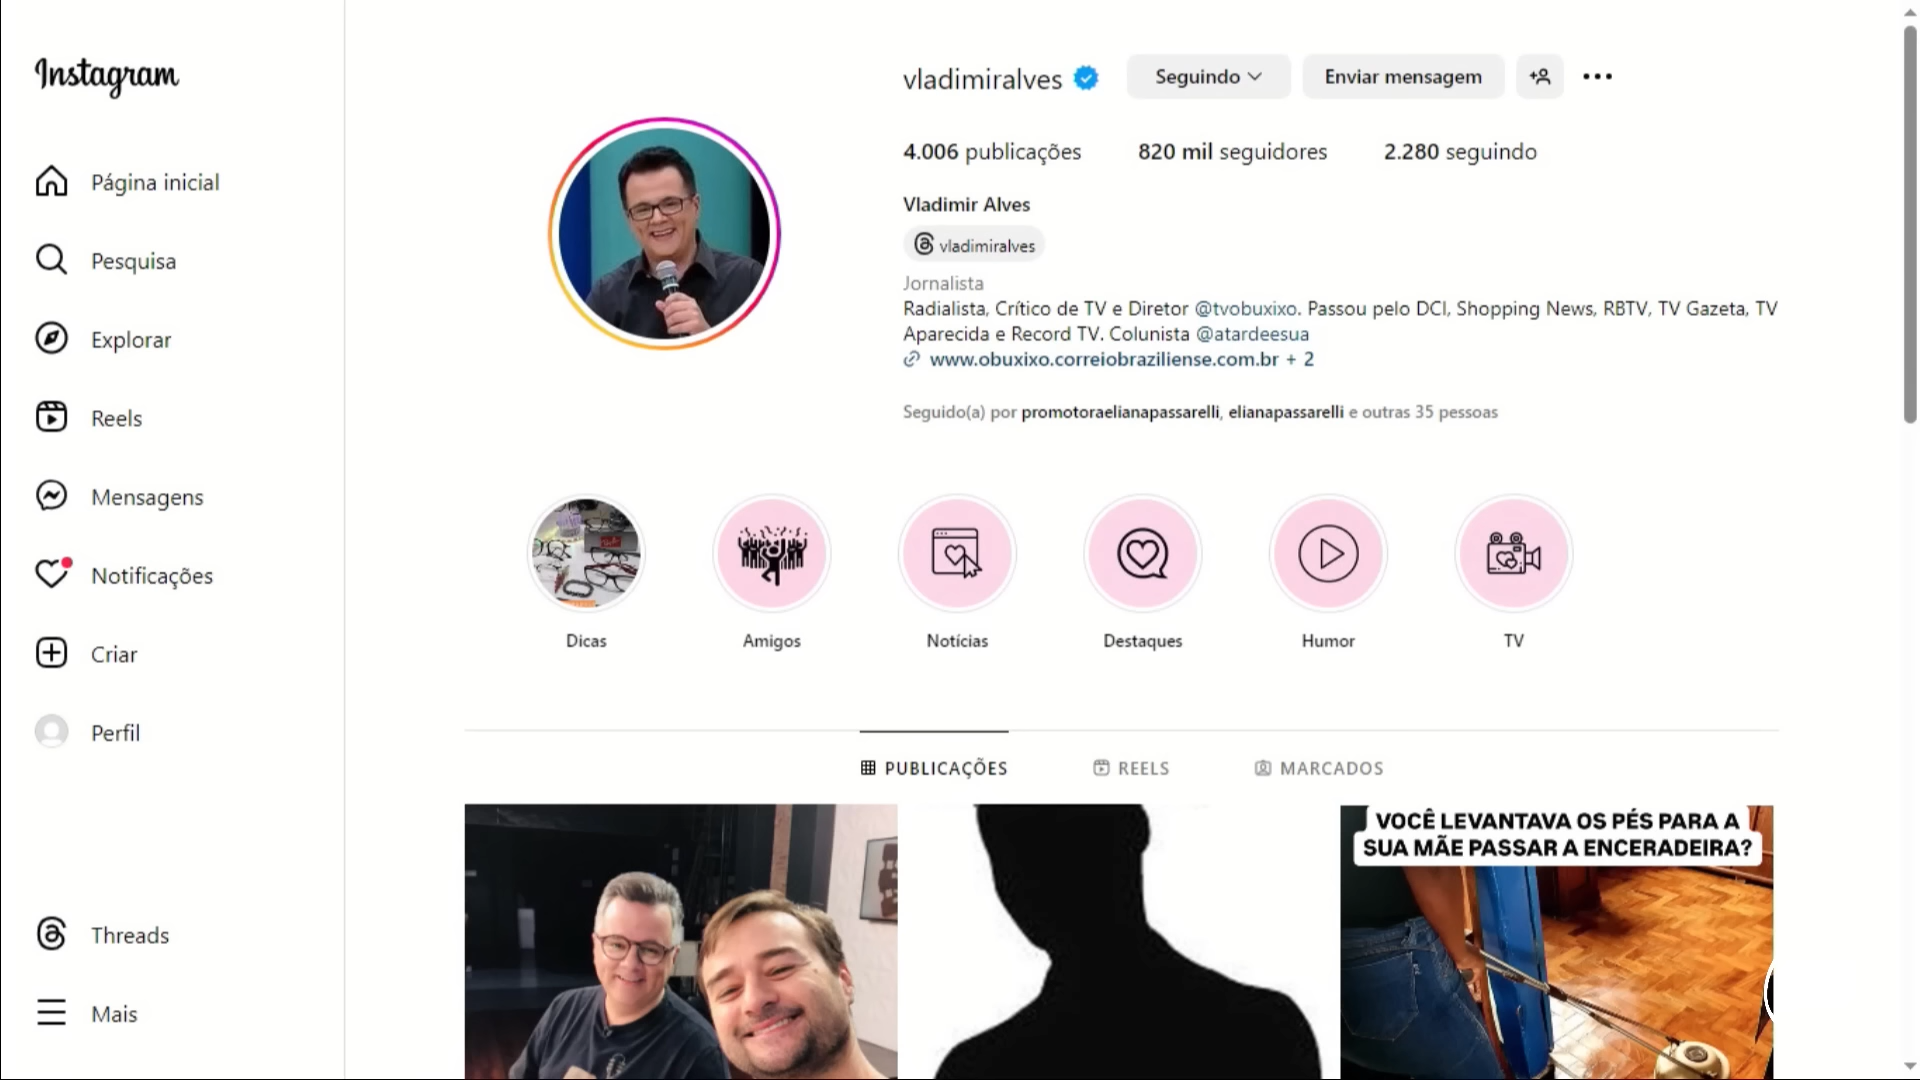 Instagram
Página inicial
Pesquisa
Explorar
Reels
Mensagens
Notificações
Criar
Perfil
Threads
Mais
vladimiralves
Seguindo
Enviar mensagem
4.006 publicações
820 mil seguidores
2.280 seguindo
Vladimir Alves
vladimiralves
Jornalista
Radialista, Crítico de TV e Diretor @tvobuxixo. Passou pelo DCI, Shopping News, RBTV, TV Gazeta, TV
Aparecida e Record TV. Colunista @atardeesua
www.obuxixo.correiobraziliense.com.br + 2
Seguido(a) por promotoraelianapassarelli, elianapassarelli e outras 35 pessoas
Dicas
Amigos
Notícias
Destaques
Humor
TV
PUBLICAÇÕES
REELS
MARCADOS
VOCÊ LEVANTAVA OS PÉS PARA A
SUA MÃE PASSAR A ENCERADEIRA?